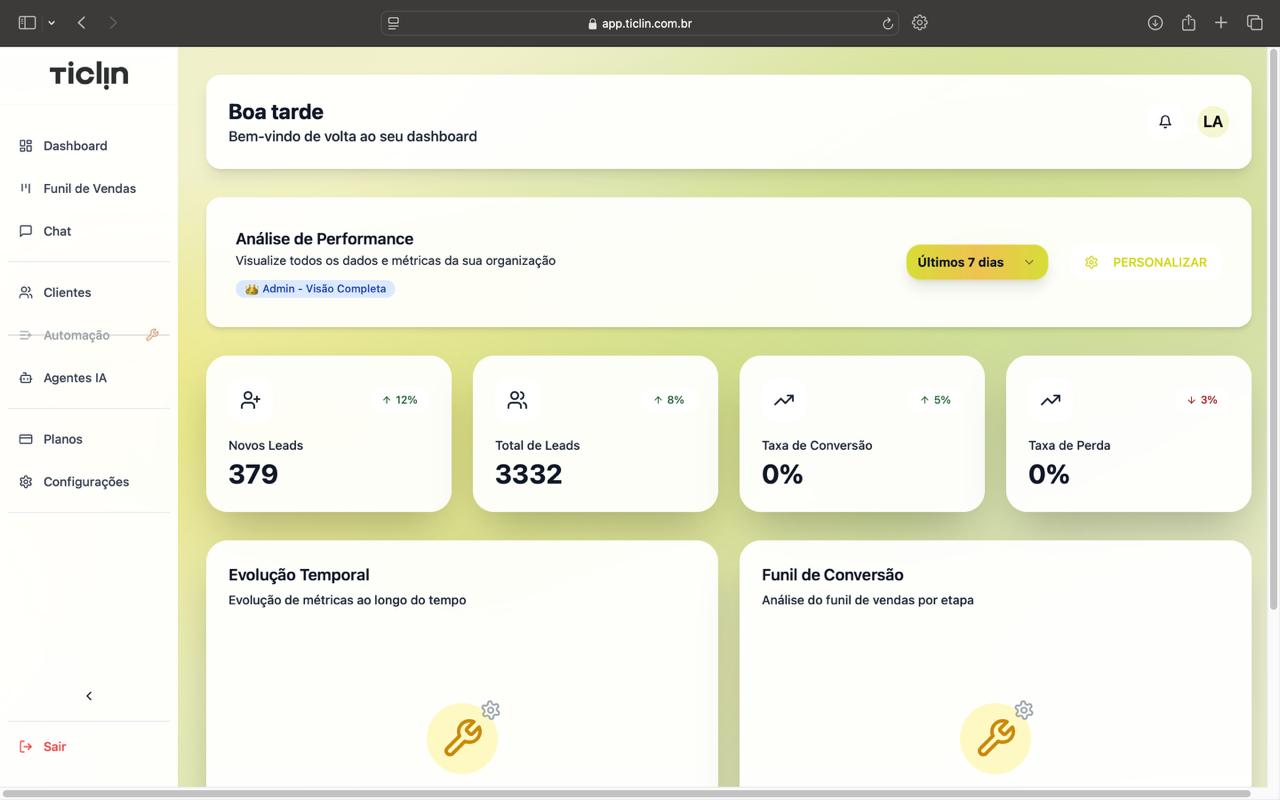 app.ticlin.com.br
Ticlin
Dashboard
Funil de Vendas
Chat
Clientes
Automação
Agentes IA
Planos
Configurações
Sair
Boa tarde
Bem-vindo de volta ao seu dashboard
LA
Análise de Performance
Visualize todos os dados e métricas da sua organização
Admin - Visão Completa
Últimos 7 dias
PERSONALIZAR
↑ 12%
Novos Leads
379
↑ 8%
Total de Leads
3332
↑ 5%
Taxa de Conversão
0%
↓ 3%
Taxa de Perda
0%
Evolução Temporal
Evolução de métricas ao longo do tempo
Funil de Conversão
Análise do funil de vendas por etapa